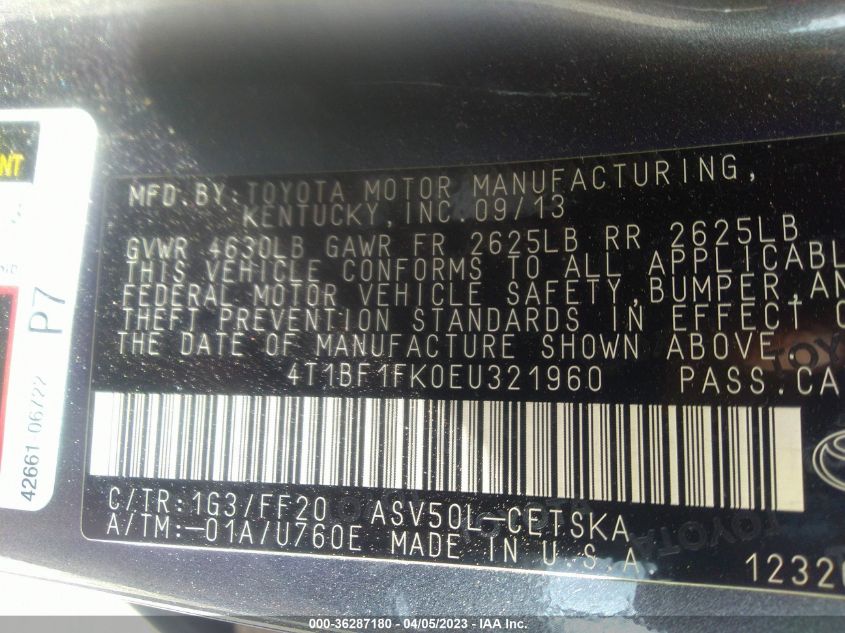 NT
P7
42661 06/22
MFD.BY:TOYOTA MOTOR MANUFACTURING,
KENTUCKY,INC.09/13
GVWR 4630LB GAWR FR 2625LB RR 2625LB
THIS VEHICLE CONFORMS TO ALL APPLICABL
FEDERAL MOTOR VEHICLE SAFETY,BUMPER,AN
THEFT PREVENTION STANDARDS IN EFFECT O
THE DATE OF MANUFACTURE SHOWN ABOVE
4T1BF1FK0EU321960 PASS.CA
C/TR:1G3/FF20 ASV50L-CETSKA
A/TM:-01A/U760E MADE IN U.S.A.
1232
TOYOTA
TOYOTA
000-36287180 - 04/05/2023 - © IAA Inc.